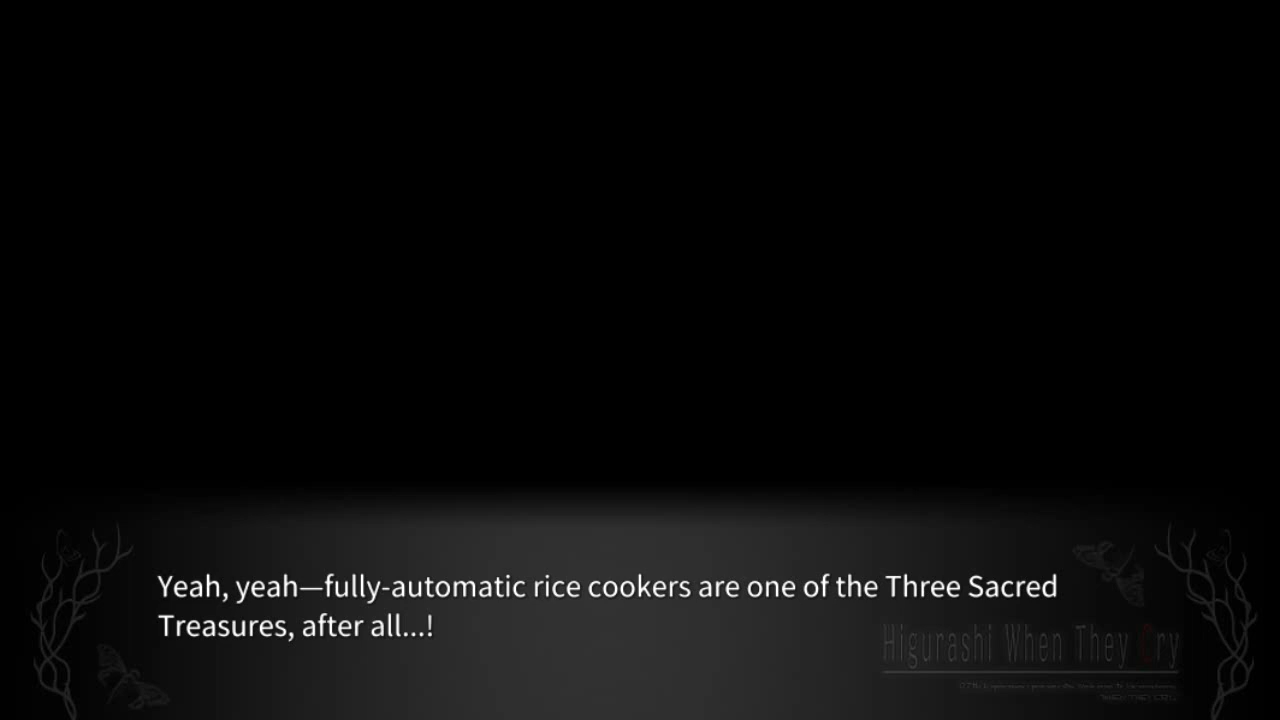 Yeah, yeah—fully-automatic rice cookers are one of the Three Sacred
Treasures, after all...!
Higurashi When They Cry